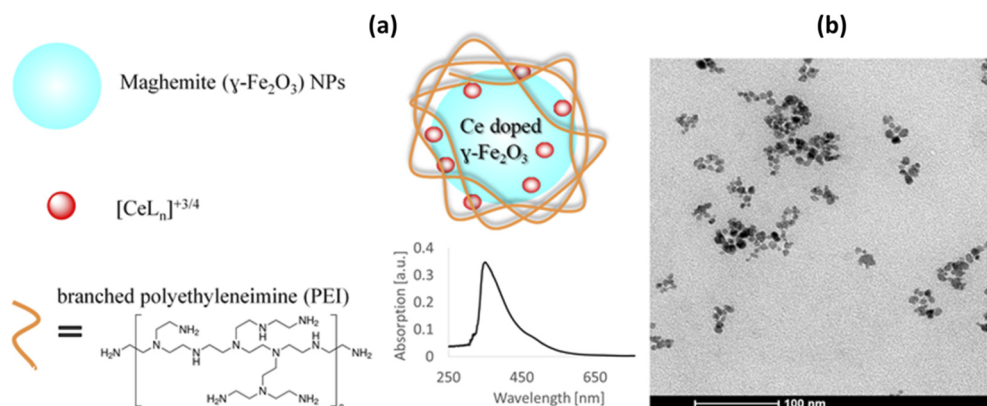 (a)
(b)
Maghemite (ɣ-Fe₂O₃) NPs
[CeLₙ]⁺³/⁴
branched polyethyleneimine (PEI)
=
NH₂
NH₂
H₂N
N
N
H
N
N
H
N
N
H
NH₂
N
H₂N
N
NH₂
n
Ce doped
ɣ-Fe₂O₃
Absorption [a.u.]
0.4
0.3
0.2
0.1
0
250
450
650
Wavelength [nm]
100 nm